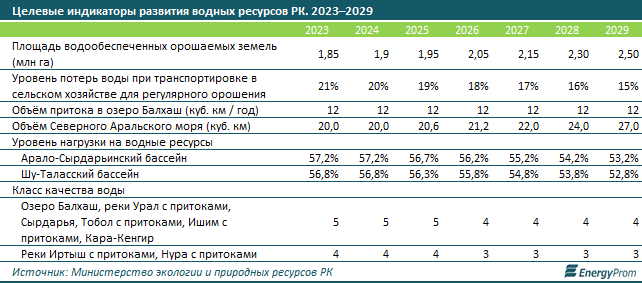 Целевые индикаторы развития водных ресурсов РК. 2023–2029
2023 2024 2025 2026 2027 2028 2029
Площадь водообеспеченных орошаемых земель
(млн га) 1,85 1,9 1,95 2,05 2,15 2,30 2,50
Уровень потерь воды при транспортировке в
сельском хозяйстве для регулярного орошения 21% 20% 19% 18% 17% 16% 15%
Объём притока в озеро Балхаш (куб. км / год) 12 12 12 12 12 12 12
Объём Северного Аральского моря (куб. км) 20,0 20,0 20,6 21,2 22,0 24,0 27,0
Уровень нагрузки на водные ресурсы
Арало-Сырдарьинский бассейн 57,2% 57,2% 56,7% 56,2% 55,2% 54,2% 53,2%
Шу-Таласский бассейн 56,8% 56,8% 56,3% 55,8% 54,8% 53,8% 52,8%
Класс качества воды
Озеро Балхаш, реки Урал с притоками,
Сырдарья, Тобол с притоками, Ишим с
притоками, Кара-Кенгир 5 5 5 4 4 4 4
Реки Иртыш с притоками, Нура с притоками 4 4 4 3 3 3 3
Источник: Министерство экологии и природных ресурсов РК
EnergyProm